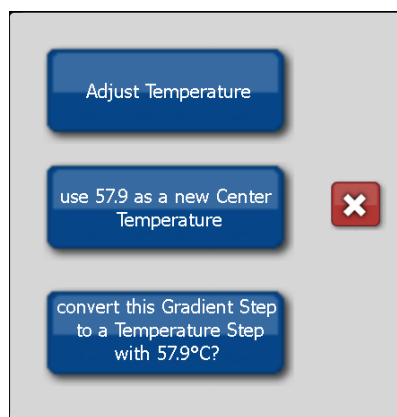 Adjust Temperature
use 57.9 as a new Center
Temperature
convert this Gradient Step
to a Temperature Step
with 57.9°C?